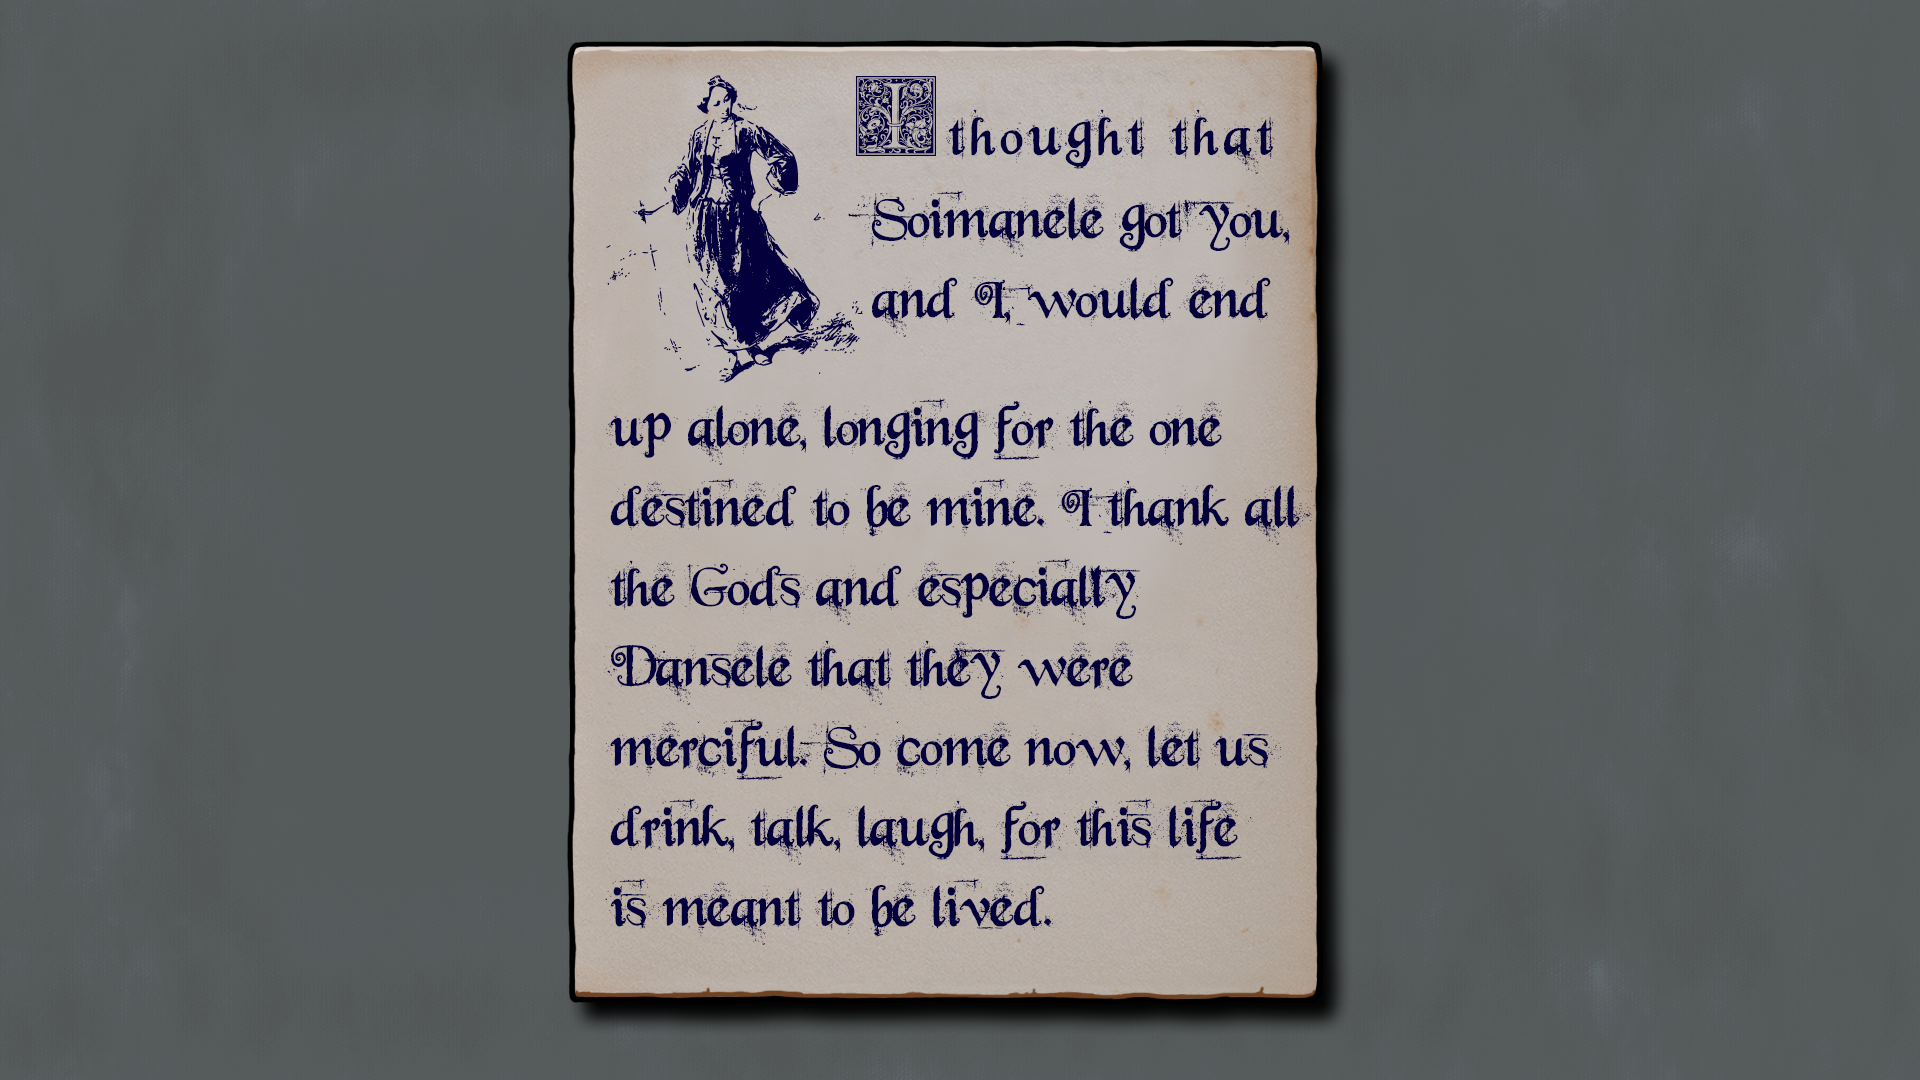 I thought that
Soimanele got you,
and I, would end
up alone, longing for the one
destined to be mine. I thank all
the Gods and especially
Dansele that they were
merciful. So come now, let us
drink, talk, laugh, for this life
is meant to be lived.